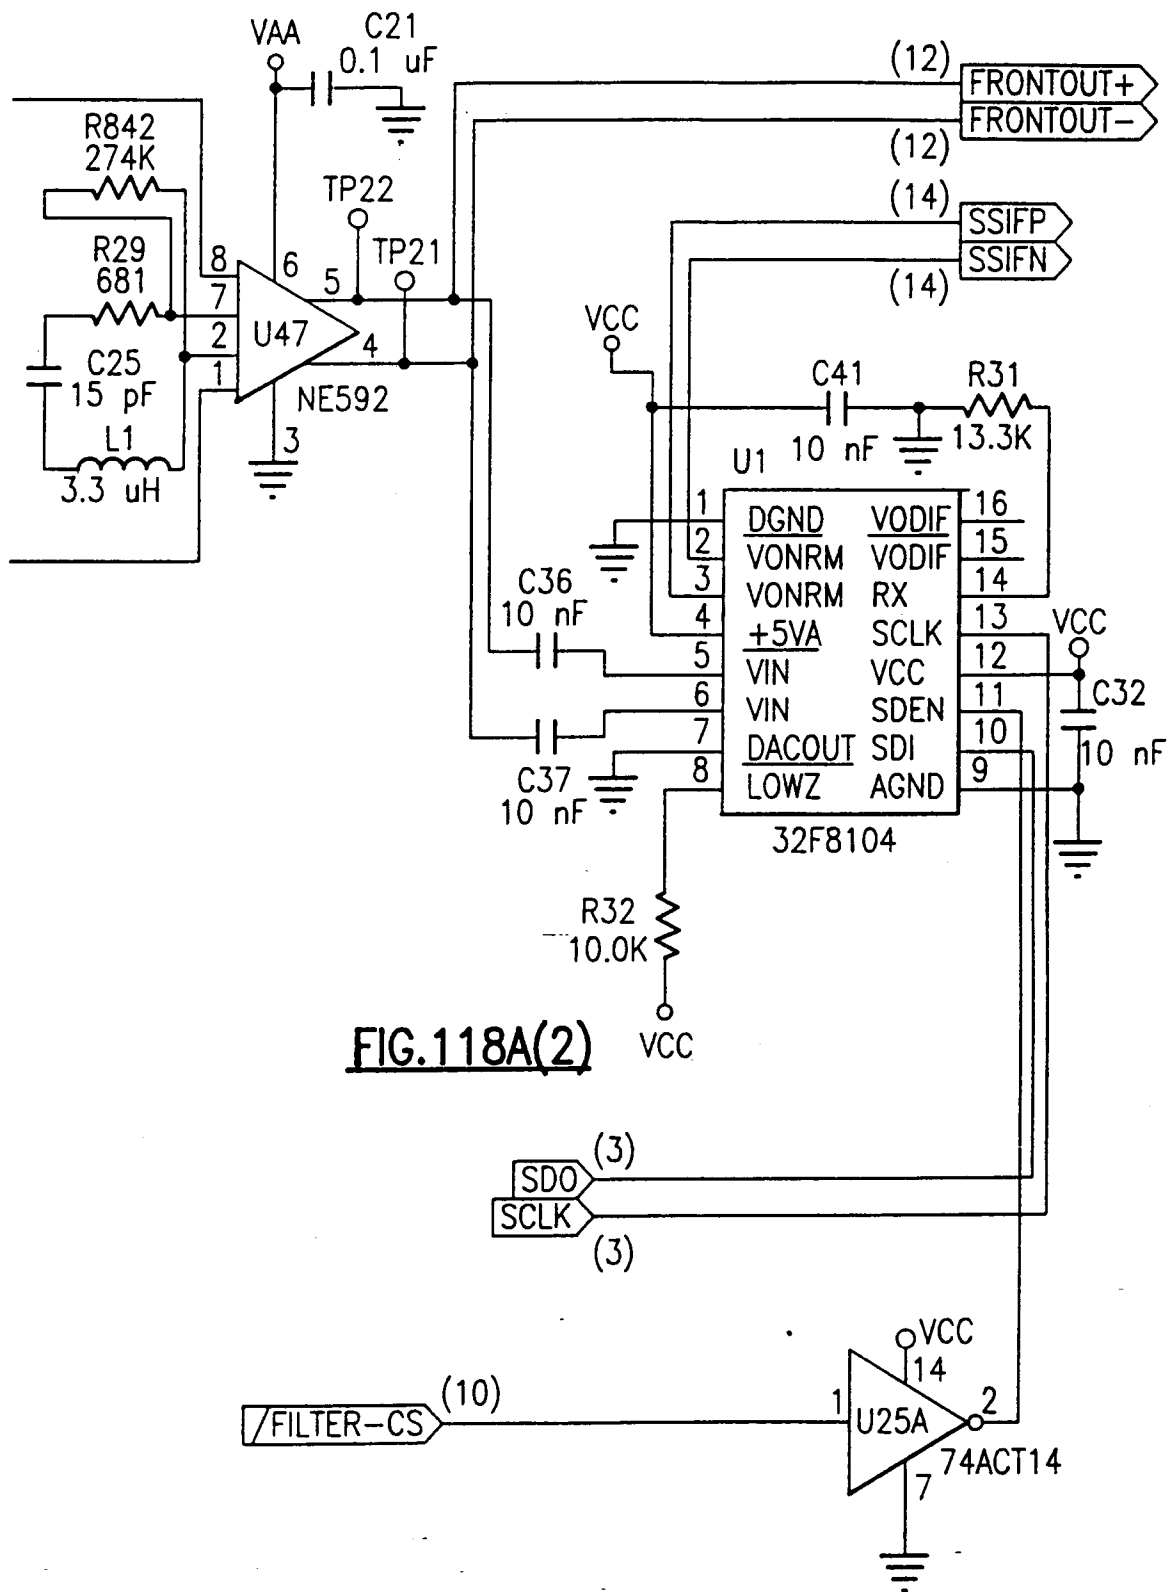 VAA
C21
0.1 uF
(12)
FRONTOUT+
FRONTOUT-
(12)
R842
274K
TP22
TP21
(14)
SSIFP
SSIFN
(14)
R29
681
8
7
2
1
6
5
4
3
U47
NE592
C25
15 pF
L1
3.3 uH
VCC
C41
10 nF
R31
13.3K
U1
1
2
3
4
5
6
7
8
DGND
VONRM
VONRM
+5VA
VIN
VIN
DACOUT
LOWZ
VODIF
VODIF
RX
SCLK
VCC
SDEN
SDI
AGND
16
15
14
13
12
11
10
9
32F8104
C36
10 nF
C37
10 nF
VCC
C32
10 nF
R32
10.0K
VCC
FIG.118A(2)
(3)
SDO
SCLK
(3)
VCC
14
(10)
/FILTER-CS
1
U25A
2
74ACT14
7